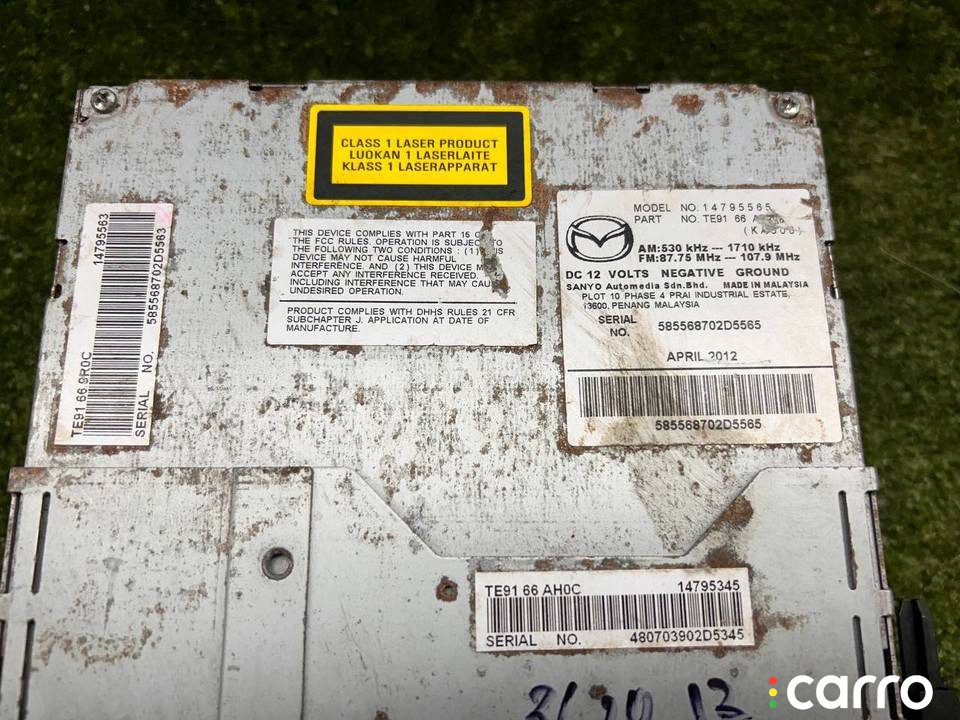 CLASS 1 LASER PRODUCT
LUOKAN 1 LASERLAITE
KLASS 1 LASERAPPARAT
MODEL NO. 14795565
PART NO. TE91 66
AM:530 kHz --- 1710 kHz
FM:87.75 MHz --- 107.9 MHz
DC 12 VOLTS NEGATIVE GROUND
SANYO Automedia Sdn.Bhd. MADE IN MALAYSIA
PLOT 10 PHASE 4 PRAI INDUSTRIAL ESTATE,
13600, PENANG MALAYSIA
SERIAL
NO. 585568702D5565
APRIL 2012
585568702D5565
THIS DEVICE COMPLIES WITH PART 15
THE FCC RULES. OPERATION IS SUBJECT
THE FOLLOWING TWO CONDITIONS : (1)
DEVICE MAY NOT CAUSE HARMFUL
INTERFERENCE, AND (2) THIS DEVICE
ACCEPT ANY INTERFERENCE RECEIVED,
INCLUDING INTERFERENCE THAT MAY CAUSE
UNDESIRED OPERATION.
PRODUCT COMPLIES WITH DHHS RULES 21 CFR
SUBCHAPTER J. APPLICATION AT DATE OF
MANUFACTURE.
TE91 66 9R0C 14795563
SERIAL NO. 585568702D5563
TE91 66 AH0C 14795345
SERIAL NO. 480703902D5345
carro